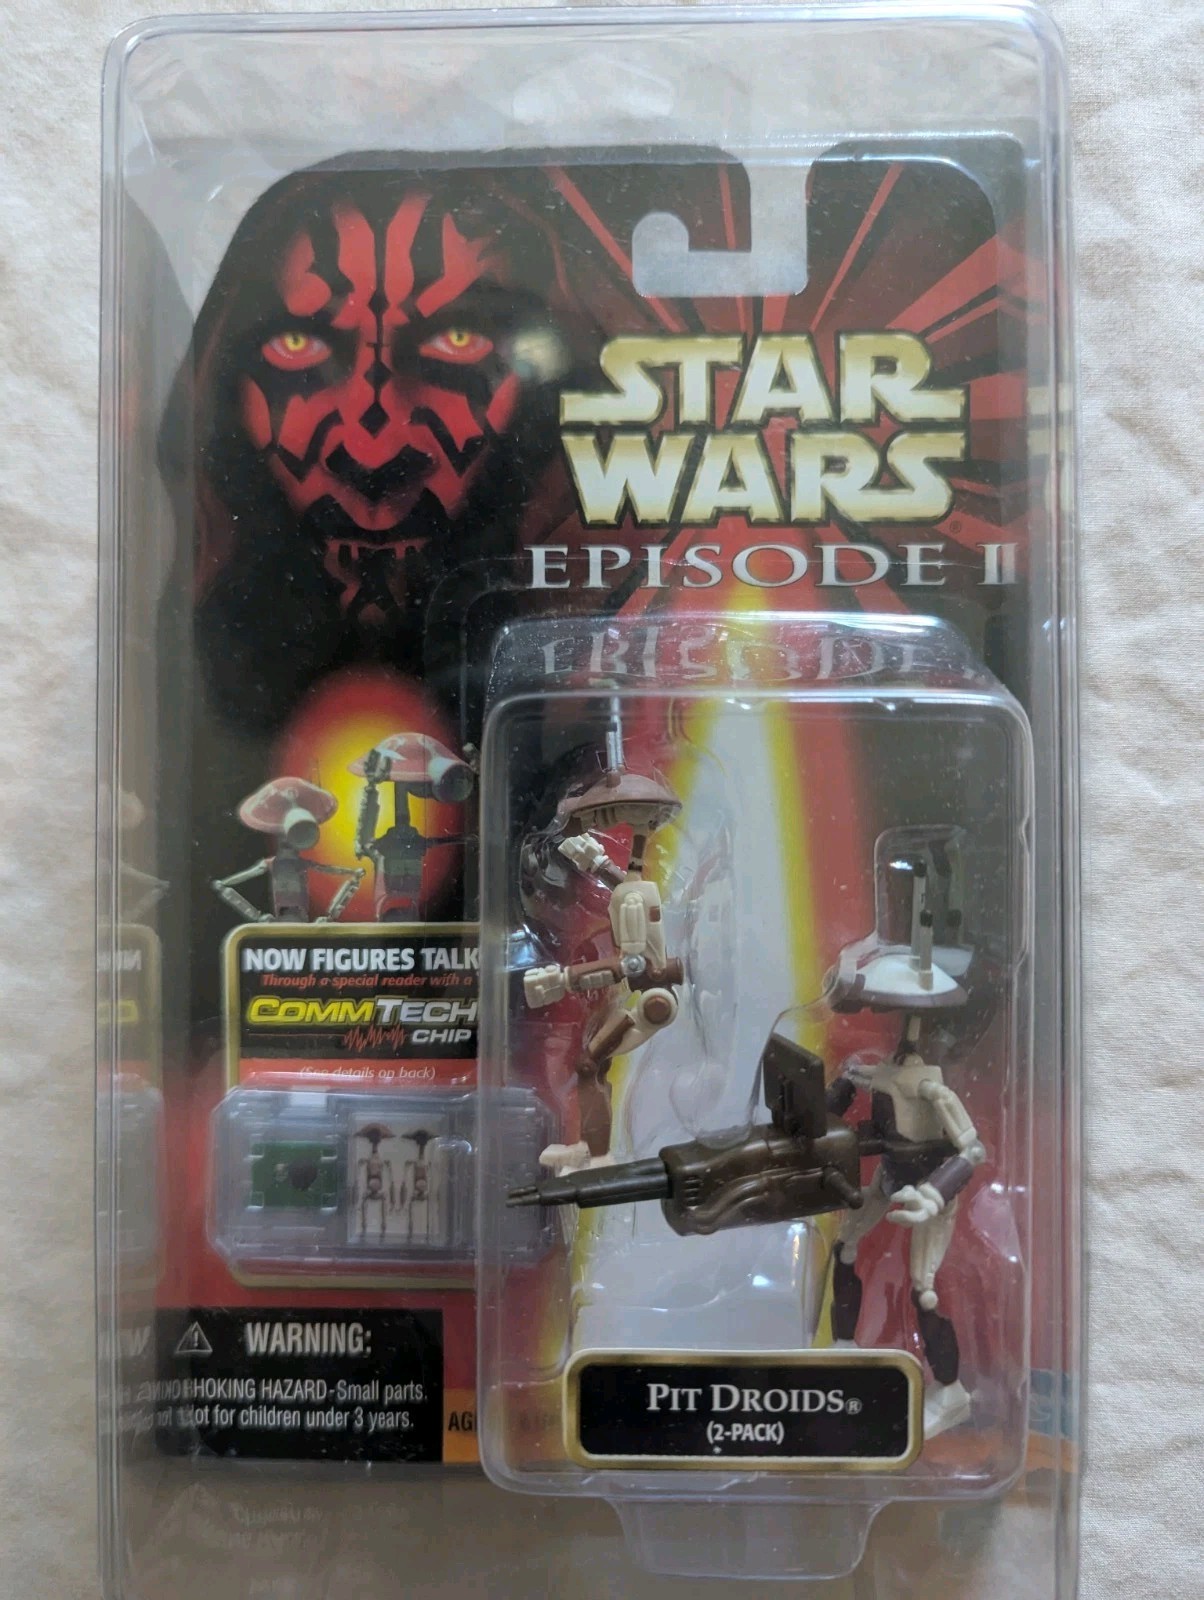 STAR
WARS®
EPISODE I
NOW FIGURES TALK
Through a special reader with a
COMMTECH
CHIP
(See details on back)
WARNING:
CHOKING HAZARD-Small parts.
Not for children under 3 years.
PIT DROIDS®
(2-PACK)